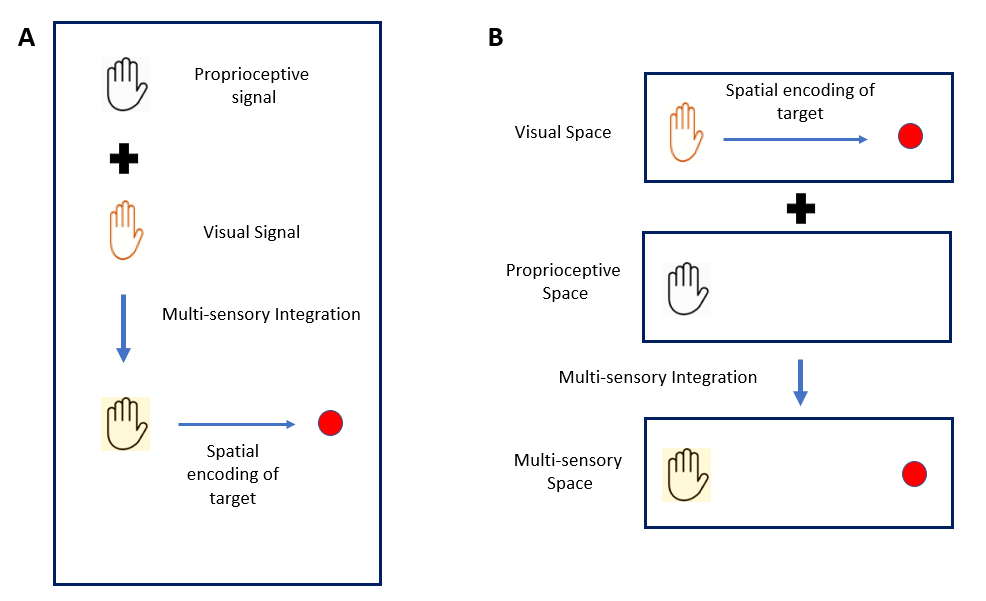 A
Proprioceptive
signal
Visual Signal
Multi-sensory Integration
Spatial
encoding of
target
B
Visual Space
Spatial encoding of
target
Proprioceptive
Space
Multi-sensory Integration
Multi-sensory
Space